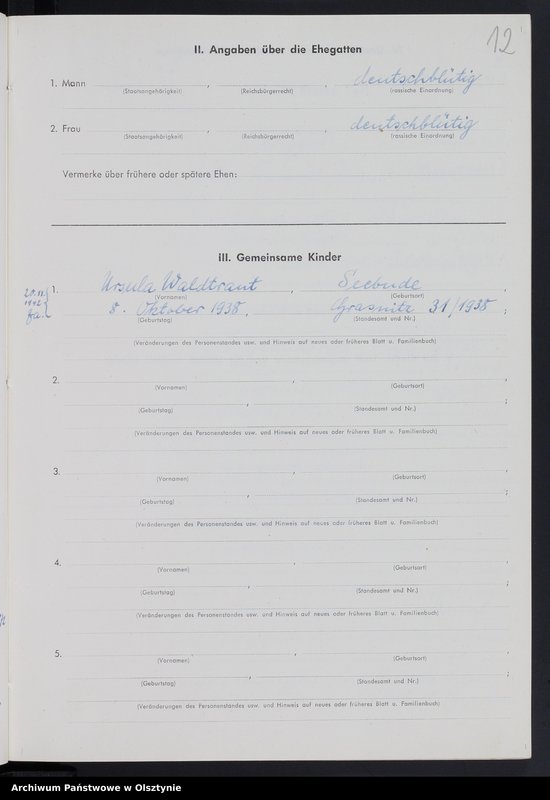 12
II. Angaben über die Ehegatten
1. Mann , , deutschblütig
(Staatsangehörigkeit) (Reichsbürgerrecht) (rassische Einordnung)
2. Frau , , deutschblütig
(Staatsangehörigkeit) (Reichsbürgerrecht) (rassische Einordnung)
Vermerke über frühere oder spätere Ehen:
III. Gemeinsame Kinder
1. Ursula Waldtraut , Seebude ,
(Vornamen) (Geburtsort)
8. Oktober 1938, Grasnitz 31/1938 ;
(Geburtstag) (Standesamt und Nr.)
(Veränderungen des Personenstandes usw. und Hinweis auf neues oder früheres Blatt u. Familienbuch)
2. , ,
(Vornamen) (Geburtsort)
, ;
(Geburtstag) (Standesamt und Nr.)
(Veränderungen des Personenstandes usw. und Hinweis auf neues oder früheres Blatt u. Familienbuch)
3. , ,
(Vornamen) (Geburtsort)
, ;
(Geburtstag) (Standesamt und Nr.)
(Veränderungen des Personenstandes usw. und Hinweis auf neues oder früheres Blatt u. Familienbuch)
4. , ,
(Vornamen) (Geburtsort)
, ;
(Geburtstag) (Standesamt und Nr.)
(Veränderungen des Personenstandes usw. und Hinweis auf neues oder früheres Blatt u. Familienbuch)
5. , ,
(Vornamen) (Geburtsort)
, ;
(Geburtstag) (Standesamt und Nr.)
(Veränderungen des Personenstandes usw. und Hinweis auf neues oder früheres Blatt u. Familienbuch)
Archiwum Państwowe w Olsztynie